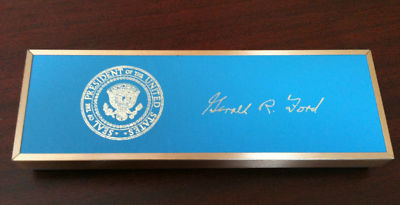 SEAL OF THE PRESIDENT OF THE UNITED STATES
Gerald R. Ford